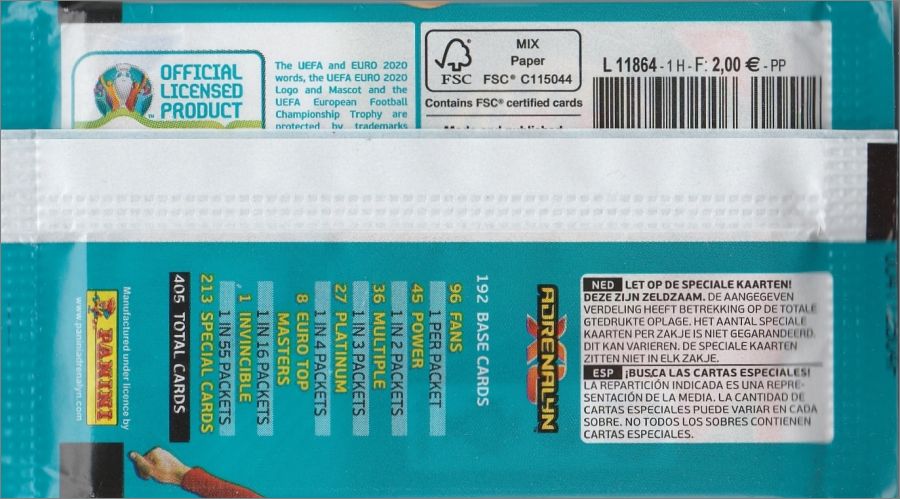 OFFICIAL
LICENSED
PRODUCT
The UEFA and EURO 2020
words, the UEFA EURO 2020
Logo and Mascot and the
UEFA European Football
Championship Trophy are
protected by trademarks
FSC
MIX
Paper
FSC® C115044
Contains FSC® certified cards
Made and published
L 11864 - 1 H - F: 2,00 € - PP
ADRENALYN
XL
192 BASE CARDS
96 FANS
1 PER PACKET
45 POWER
1 IN 2 PACKETS
36 MULTIPLE
1 IN 3 PACKETS
27 PLATINUM
1 IN 4 PACKETS
8 EURO TOP
MASTERS
1 IN 16 PACKETS
1 INVINCIBLE
1 IN 55 PACKETS
213 SPECIAL CARDS
405 TOTAL CARDS
Manufactured under licence by
PANINI
www.paniniadrenalyn.com
NED LET OP DE SPECIALE KAARTEN!
DEZE ZIJN ZELDZAAM. DE AANGEGEVEN
VERDELING HEEFT BETREKKING OP DE TOTALE
GTEDRUKTE OPLAGE. HET AANTAL SPECIALE
KAARTEN PER ZAKJE IS NIET GEGARANDEERD.
DIT KAN VARIEREN. DE SPECIALE KAARTEN
ZITTEN NIET IN ELK ZAKJE.
ESP ¡BUSCA LAS CARTAS ESPECIALES!
LA REPARTICIÓN INDICADA ES UNA REPRE-
SENTACIÓN DE LA MEDIA. LA CANTIDAD DE
CARTAS ESPECIALES PUEDE VARIAR EN CADA
SOBRE. NO TODOS LOS SOBRES CONTIENEN
CARTAS ESPECIALES.